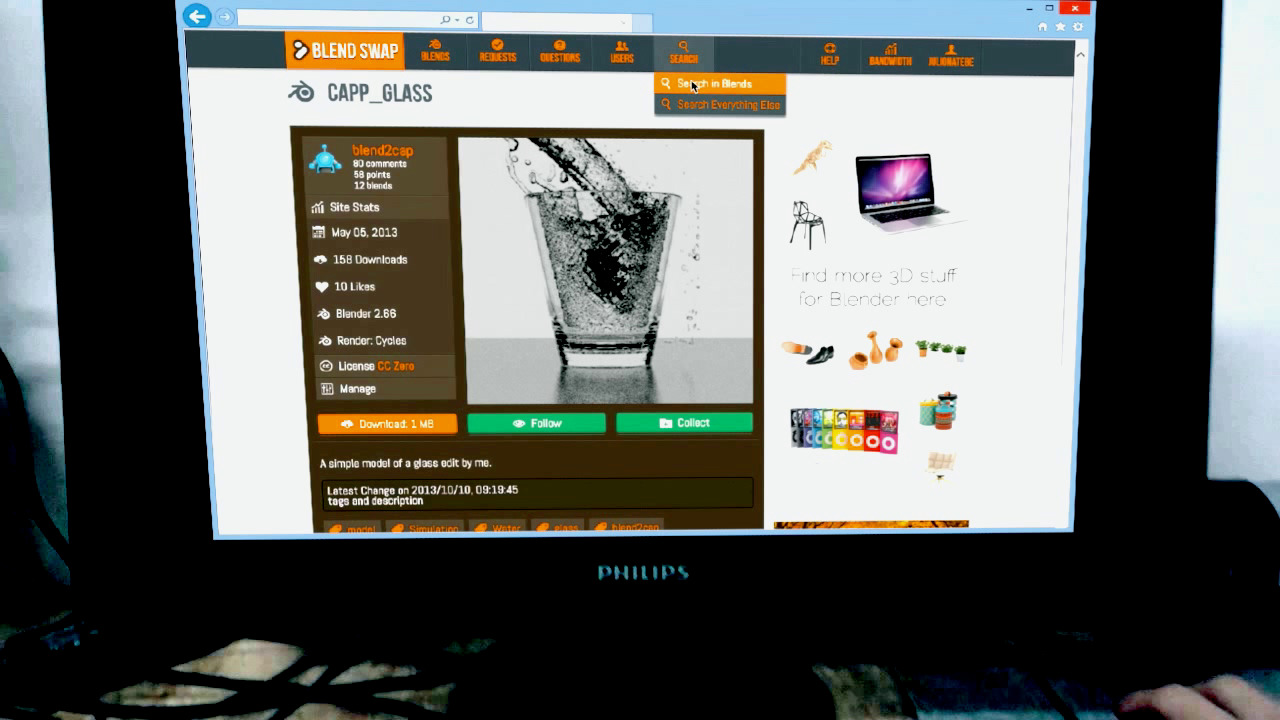 BLEND SWAP
BLENDS
REQUESTS
QUESTIONS
USERS
SEARCH
HELP
BANDWIDTH
JULIONATEBE
Search in Blends
Search Everything Else
CAPP_GLASS
blend2cap
80 comments
58 points
12 blends
Site Stats
May 05, 2013
158 Downloads
10 Likes
Blender 2.66
Render: Cycles
License CC Zero
Manage
Download: 1 MB
Follow
Collect
A simple model of a glass edit by me.
Latest Change on 2013/10/10, 09:19:45
tags and description
model
Simulation
Water
glass
blend2cap
Find more 3D stuff
for Blender here
PHILIPS